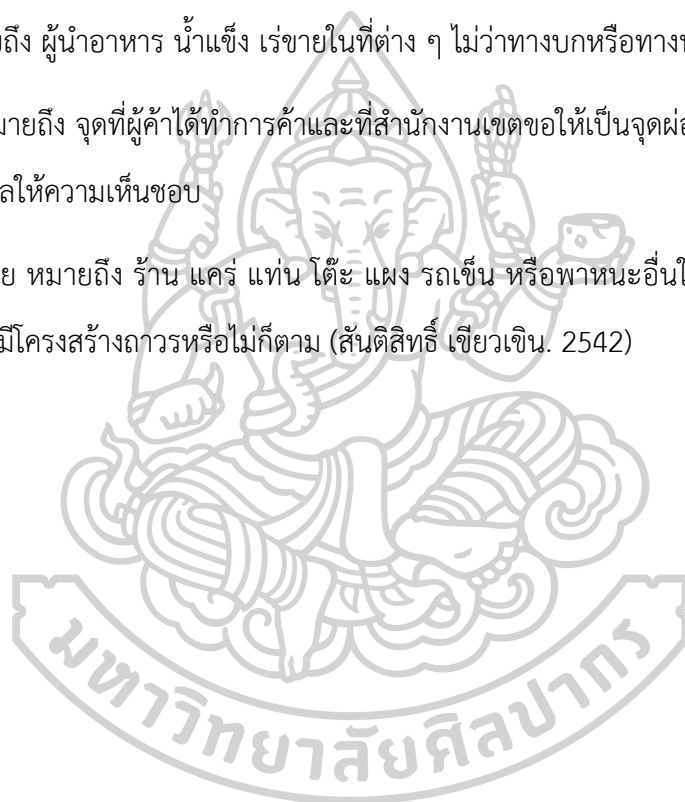 ถึง ผู้นำอาหาร น้ำแข็ง เร่ขายในที่ต่าง ๆ ไม่ว่าทางบกหรือทาง
หมายถึง จุดที่ผู้ค้าได้ทำการค้าและที่สำนักงานเขตขอให้เป็นจุดผ่อ
ลให้ความเห็นชอบ
ย หมายถึง ร้าน แคร่ แท่น โต๊ะ แผง รถเข็น หรือพาหนะอื่นใ
มีโครงสร้างถาวรหรือไม่ก็ตาม (สันติสิทธิ์ เขียวเขิน. 2542)
มหาวิทยาลัยศิลปากร